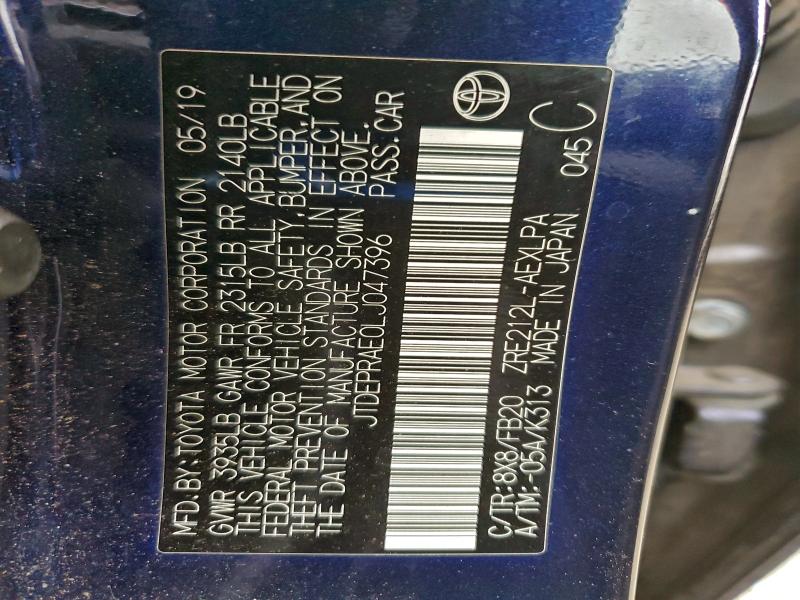 MFD.BY:TOYOTA MOTOR CORPORATION 05/19
GVWR 3935LB GAWR FR 2315LB RR 2140LB
THIS VEHICLE CONFORMS TO ALL APPLICABLE
FEDERAL MOTOR VEHICLE SAFETY,BUMPER,AND
THEFT PREVENTION STANDARDS IN EFFECT ON
THE DATE OF MANUFACTURE SHOWN ABOVE.
JTDEPRAE0LJ047396 PASS.CAR
C/TR:8X8/FB20 ZRE212L-AEXLPA
A/TM:-05A/K313 MADE IN JAPAN 045 C